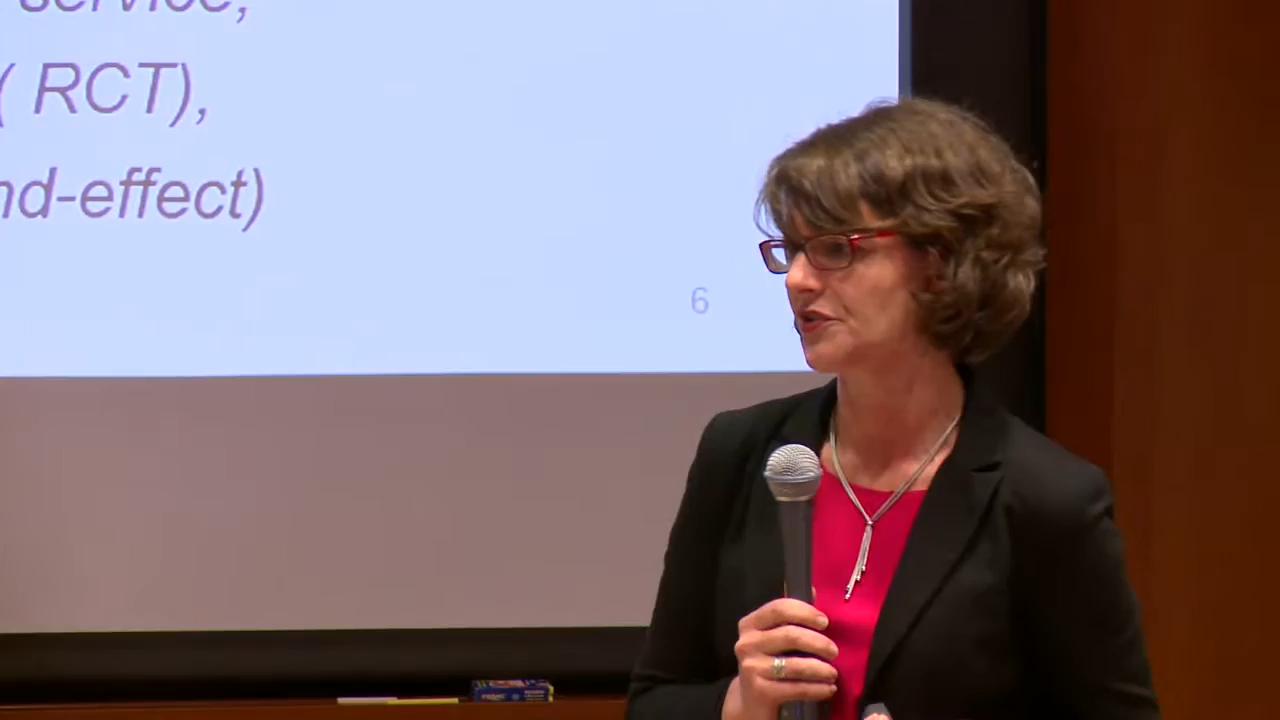 service,
( RCT),
nd-effect)
6